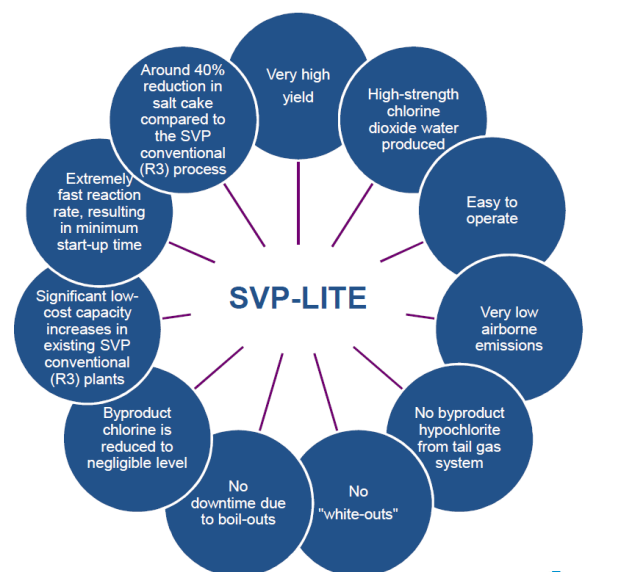 Very high
yield
High-strength
chlorine
dioxide water
produced
Easy to
operate
Very low
airborne
emissions
No byproduct
hypochlorite
from tail gas
system
No
"white-outs"
No
downtime due
to boil-outs
Byproduct
chlorine is
reduced to
negligible level
Significant low-
cost capacity
increases in
existing SVP
conventional
(R3) plants
Extremely
fast reaction
rate, resulting
in minimum
start-up time
Around 40%
reduction in
salt cake
compared to
the SVP
conventional
(R3) process
SVP-LITE